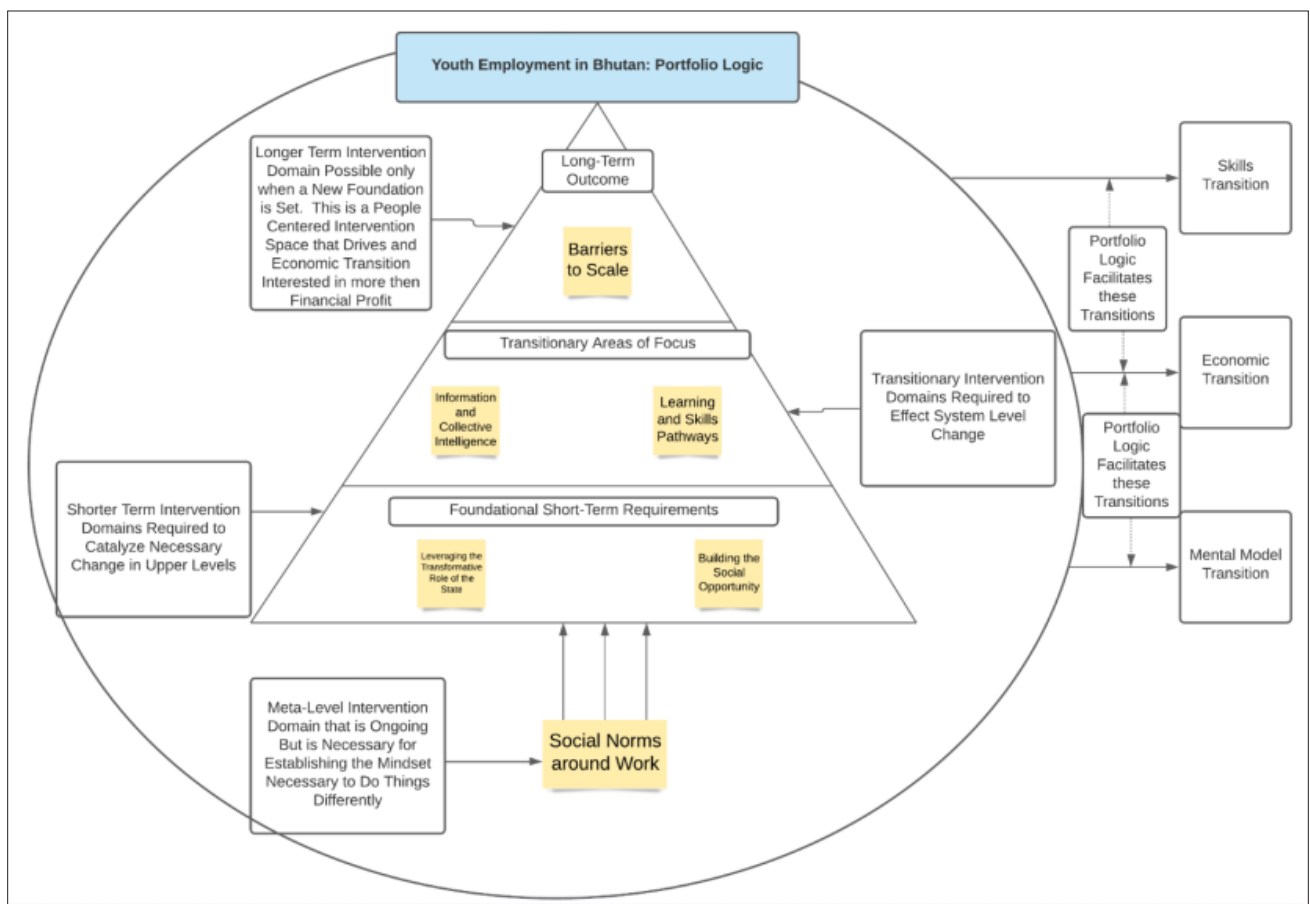 Youth Employment in Bhutan: Portfolio Logic
Longer Term Intervention
Domain Possible only
when a New Foundation
is Set. This is a People
Centered Intervention
Space that Drives and
Economic Transition
Interested in more then
Financial Profit
Long-Term
Outcome
Barriers
to Scale
Skills
Transition
Portfolio
Logic
Facilitates
these
Transitions
Transitionary Areas of Focus
Information
and
Collective
Intelligence
Learning
and Skills
Pathways
Transitionary Intervention
Domains Required to
Effect System Level
Change
Economic
Transition
Portfolio
Logic
Facilitates
these
Transitions
Shorter Term Intervention
Domains Required to
Catalyze Necessary
Change in Upper Levels
Foundational Short-Term Requirements
Leveraging the
Transformative
Role of the
State
Building the
Social
Opportunity
Mental Model
Transition
Meta-Level Intervention
Domain that is Ongoing
But is Necessary for
Establishing the Mindset
Necessary to Do Things
Differently
Social Norms
around Work